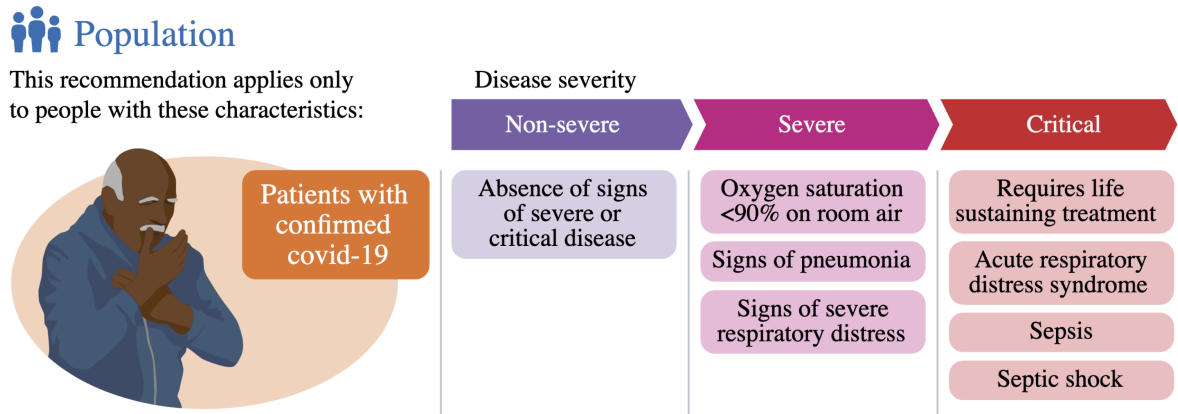 Population
This recommendation applies only
to people with these characteristics:
Disease severity
Non-severe
Severe
Critical
Patients with
confirmed
covid-19
Absence of signs
of severe or
critical disease
Oxygen saturation
<90% on room air
Signs of pneumonia
Signs of severe
respiratory distress
Requires life
sustaining treatment
Acute respiratory
distress syndrome
Sepsis
Septic shock